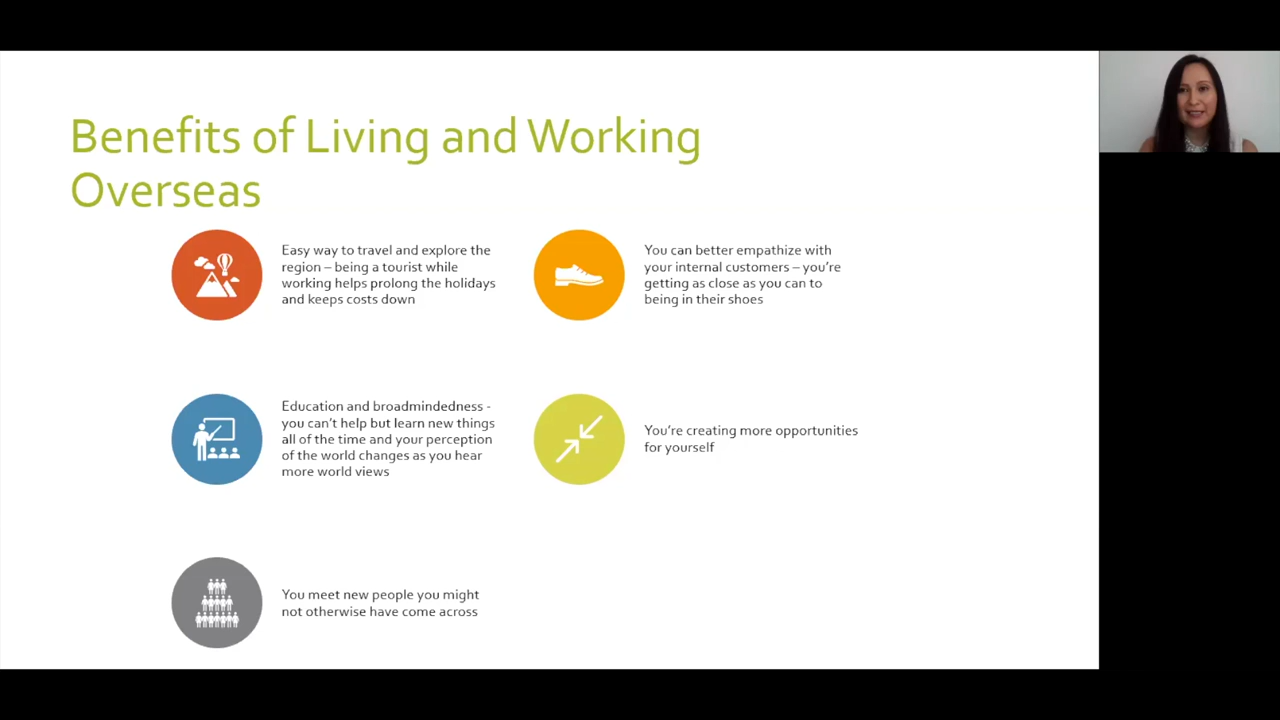 Benefits of Living and Working
Overseas
Easy way to travel and explore the
region – being a tourist while
working helps prolong the holidays
and keeps costs down
You can better empathize with
your internal customers – you’re
getting as close as you can to
being in their shoes
Education and broadmindedness -
you can’t help but learn new things
all of the time and your perception
of the world changes as you hear
more world views
You’re creating more opportunities
for yourself
You meet new people you might
not otherwise have come across